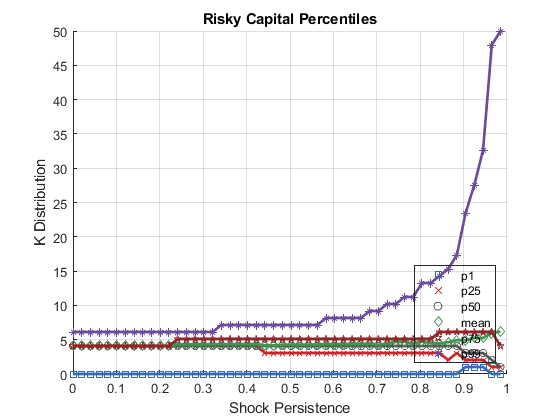 Risky Capital Percentiles
50
45
40
35
30
25
20
15
10
5
0
K Distribution
p1
p25
p50
mean
p75
p99
0 0.1 0.2 0.3 0.4 0.5 0.6 0.7 0.8 0.9 1
Shock Persistence